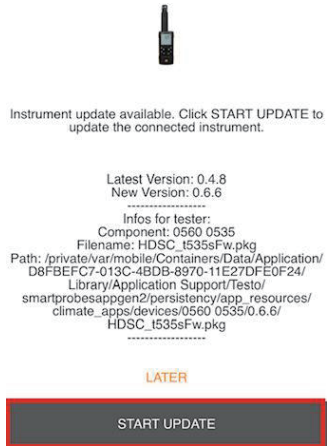 Instrument update available. Click START UPDATE to
update the connected instrument.
Latest Version: 0.4.8
New Version: 0.6.6
------------------
Infos for tester:
Component: 0560 0535
Filename: HDSC_t535sFw.pkg
Path: /private/var/mobile/Containers/Data/Application/
D8FBEFC7-013C-4BDB-8970-11E27DFE0F24/
Library/Application Support/Testo/
smartprobesappgen2/persistency/app_resources/
climate_apps/devices/0560 0535/0.6.6/
HDSC_t535sFw.pkg
------------------
LATER
START UPDATE